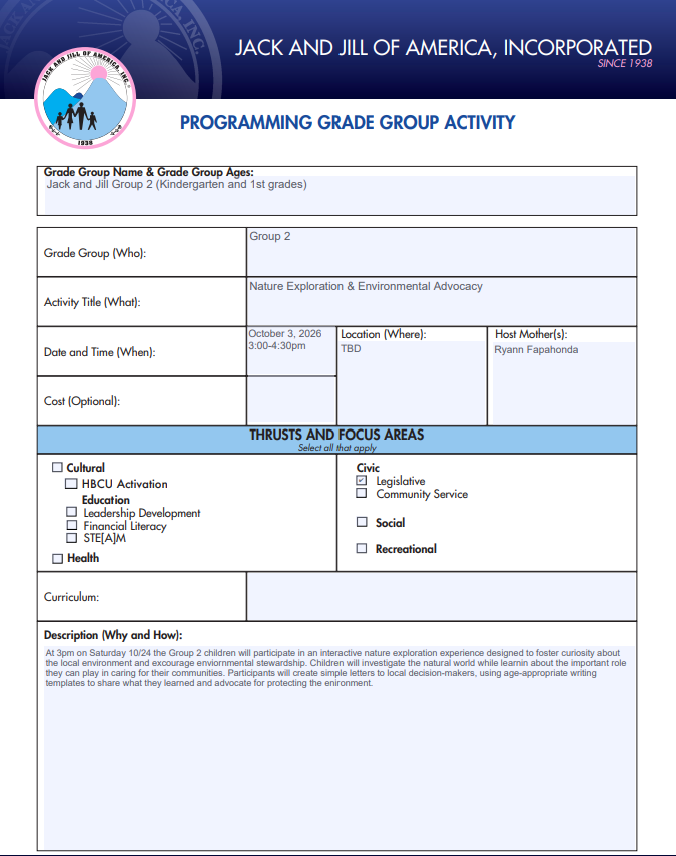 JACK AND JILL OF AMERICA, INCORPORATED
SINCE 1938
JACK AND JILL OF AMERICA, INC.
1938
PROGRAMMING GRADE GROUP ACTIVITY
Grade Group Name & Grade Group Ages:
Jack and Jill Group 2 (Kindergarten and 1st grades)
Grade Group (Who):
Group 2
Activity Title (What):
Nature Exploration & Environmental Advocacy
Date and Time (When):
October 3, 2026
3:00-4:30pm
Location (Where):
TBD
Host Mother(s):
Ryann Fapahonda
Cost (Optional):
THRUSTS AND FOCUS AREAS
Select all that apply
Cultural
HBCU Activation
Education
Leadership Development
Financial Literacy
STE[A]M
Health
Civic
Legislative
Community Service
Social
Recreational
Curriculum:
Description (Why and How):
At 3pm on Saturday 10/24 the Group 2 children will participate in an interactive nature exploration experience designed to foster curiosity about
the local environment and excourage enviornmental stewardship. Children will investigate the natural world while learnin about the important role
they can play in caring for their communities. Participants will create simple letters to local decision-makers, using age-appropriate writing
templates to share what they learned and advocate for protecting the enironment.